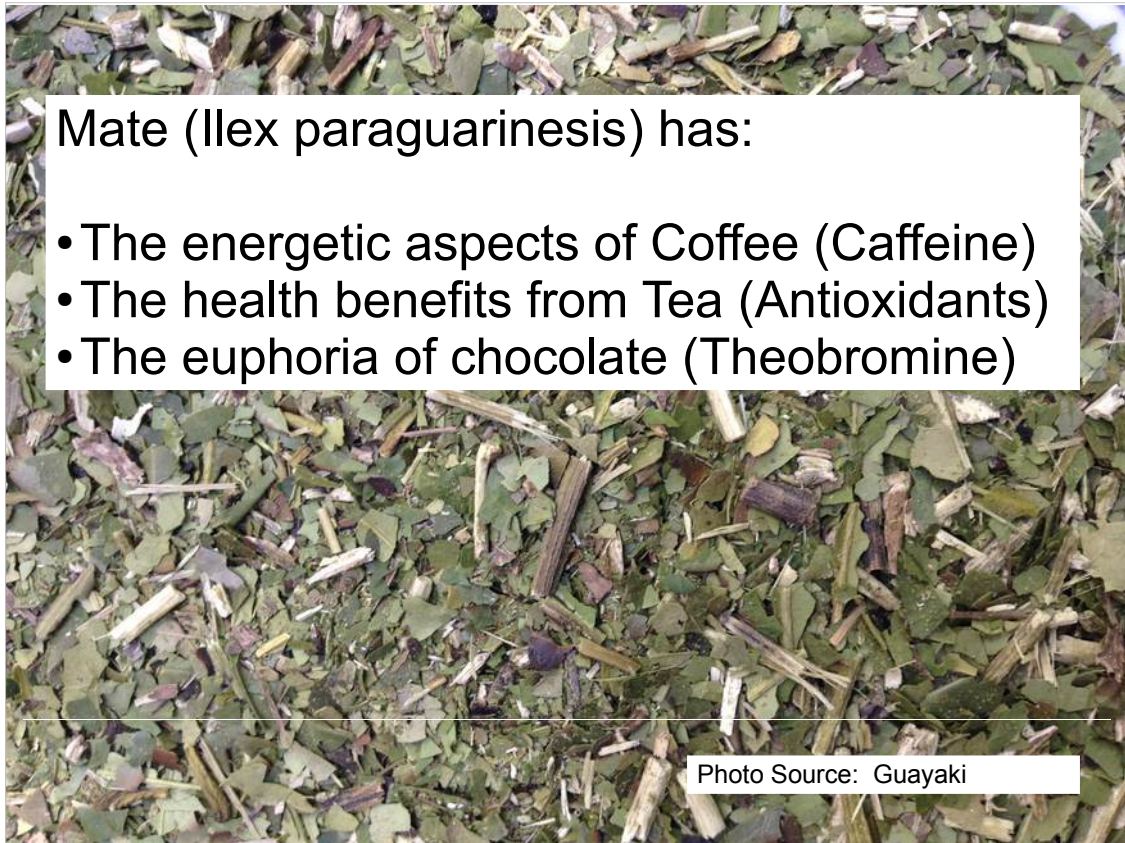 Mate (Ilex paraguarinesis) has:
• The energetic aspects of Coffee (Caffeine)
• The health benefits from Tea (Antioxidants)
• The euphoria of chocolate (Theobromine)
Photo Source: Guayaki